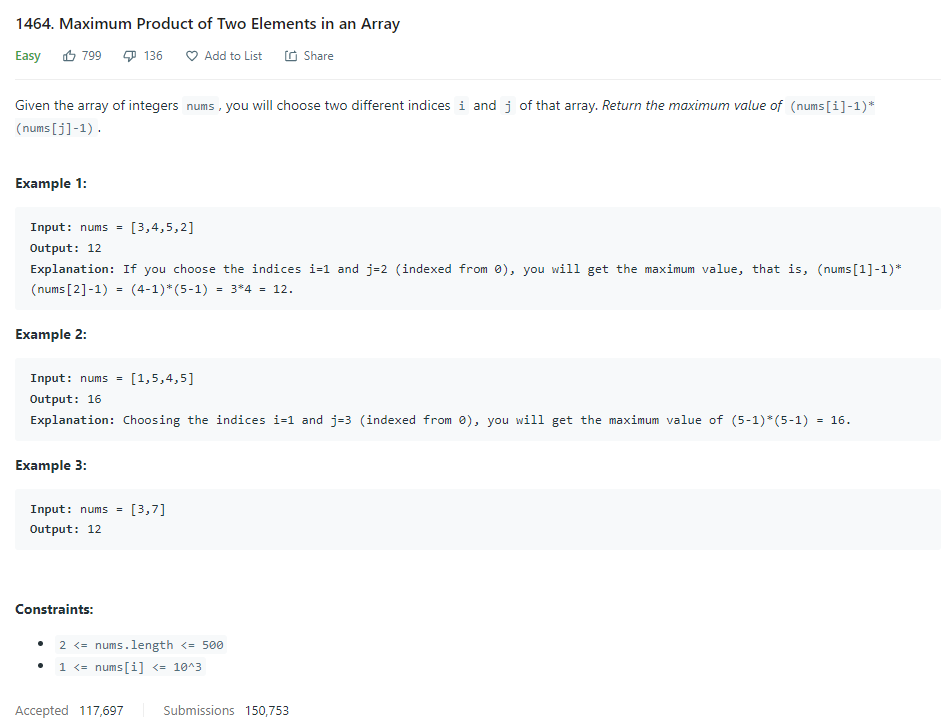 1464. Maximum Product of Two Elements in an Array
Easy 799 136 Add to List Share
Given the array of integers nums , you will choose two different indices i and j of that array. Return the maximum value of (nums[i]-1)*
(nums[j]-1) .
Example 1:
Input: nums = [3,4,5,2]
Output: 12
Explanation: If you choose the indices i=1 and j=2 (indexed from 0), you will get the maximum value, that is, (nums[1]-1)*
(nums[2]-1) = (4-1)*(5-1) = 3*4 = 12.
Example 2:
Input: nums = [1,5,4,5]
Output: 16
Explanation: Choosing the indices i=1 and j=3 (indexed from 0), you will get the maximum value of (5-1)*(5-1) = 16.
Example 3:
Input: nums = [3,7]
Output: 12
Constraints:
2 <= nums.length <= 500
1 <= nums[i] <= 10^3
Accepted 117,697 Submissions 150,753